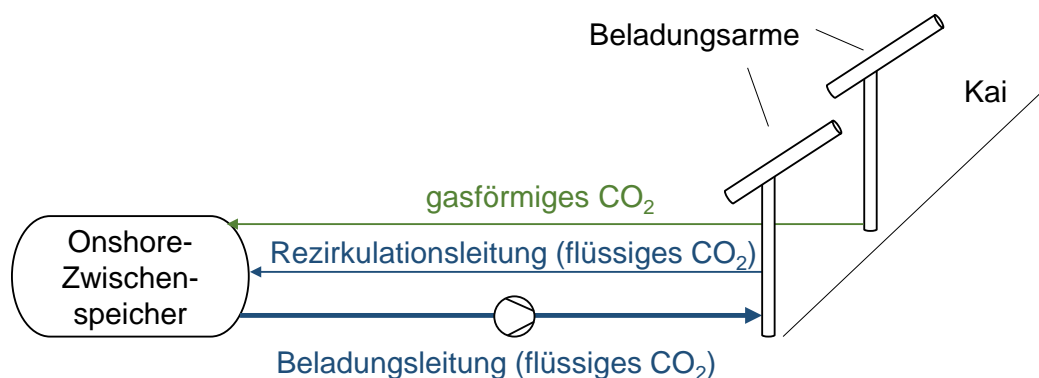 Beladungsarme
Kai
gasförmiges CO₂
Onshore-
Zwischen-
speicher
Rezirkulationsleitung (flüssiges CO₂)
Beladungsleitung (flüssiges CO₂)